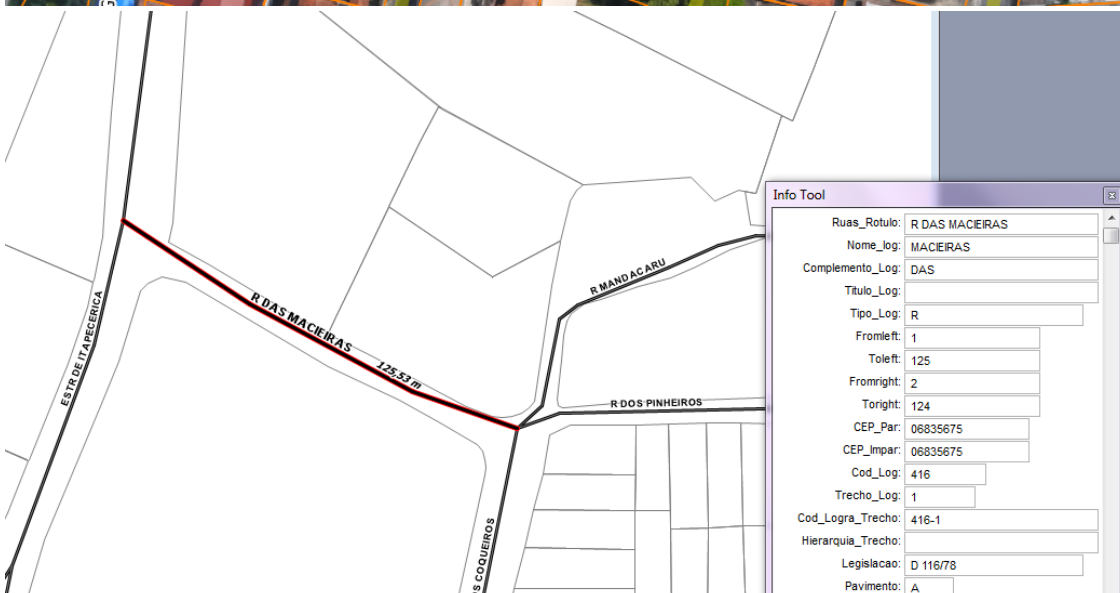 R DAS MACIEIRAS
125,53 m
ESTR DE ITAPECERICA
R MANDACARU
R DOS PINHEIROS
S COQUEIROS
Info Tool
Ruas_Rotulo: R DAS MACIEIRAS
Nome_log: MACIEIRAS
Complemento_Log: DAS
Titulo_Log:
Tipo_Log: R
Fromleft: 1
Toleft: 125
Fromright: 2
Toright: 124
CEP_Par: 06835675
CEP_Impar: 06835675
Cod_Log: 416
Trecho_Log: 1
Cod_Logra_Trecho: 416-1
Hierarquia_Trecho:
Legislacao: D 116/78
Pavimento: A